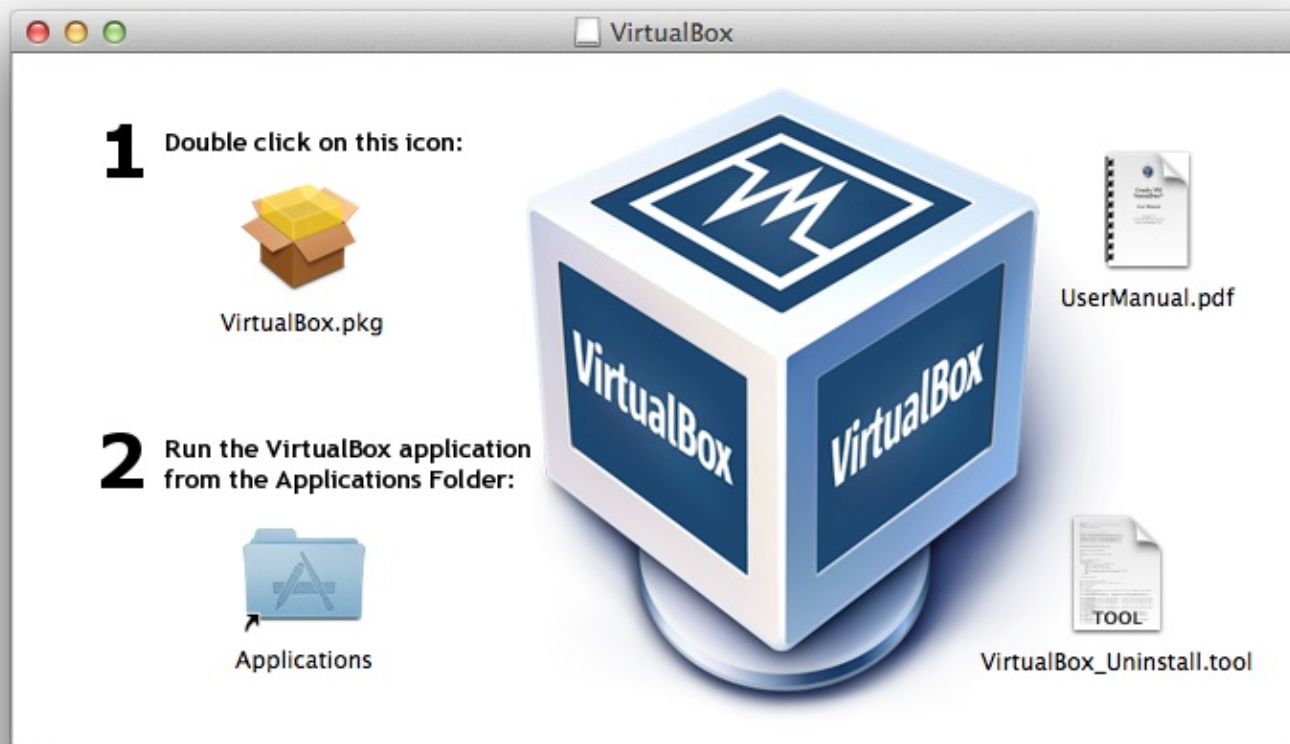 VirtualBox
1 Double click on this icon:
VirtualBox.pkg
2 Run the VirtualBox application
from the Applications Folder:
Applications
VirtualBox
VirtualBox
UserManual.pdf
TOOL
VirtualBox_Uninstall.tool